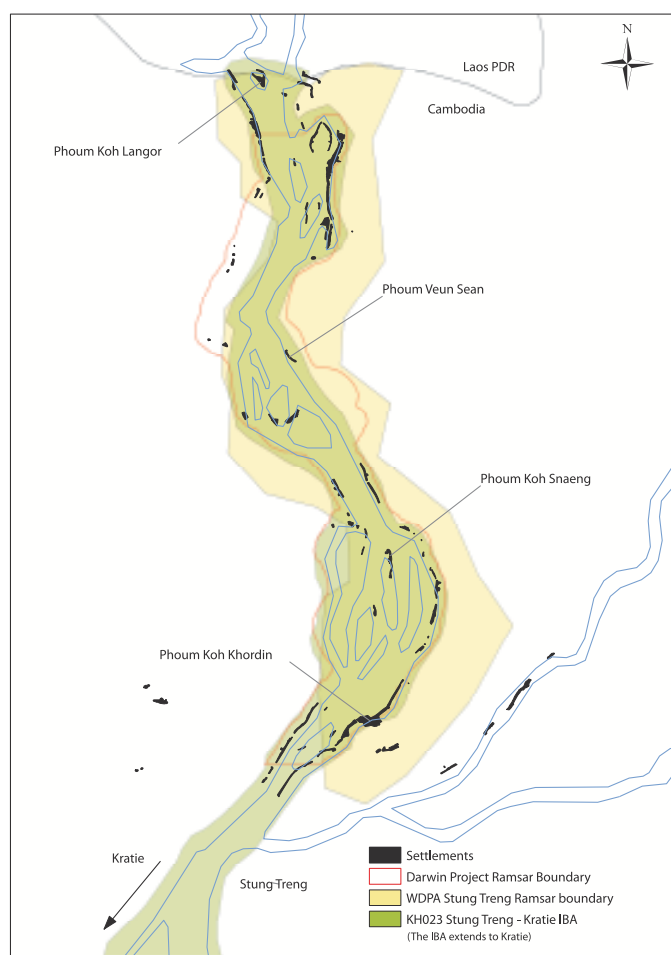 N
Laos PDR
Cambodia
Phoum Koh Langor
Phoum Veun Sean
Phoum Koh Snaeng
Phoum Koh Khordin
Kratie
Stung-Treng
Settlements
Darwin Project Ramsar Boundary
WDPA Stung Treng Ramsar boundary
KH023 Stung Treng - Kratie IBA
(The IBA extends to Kratie)